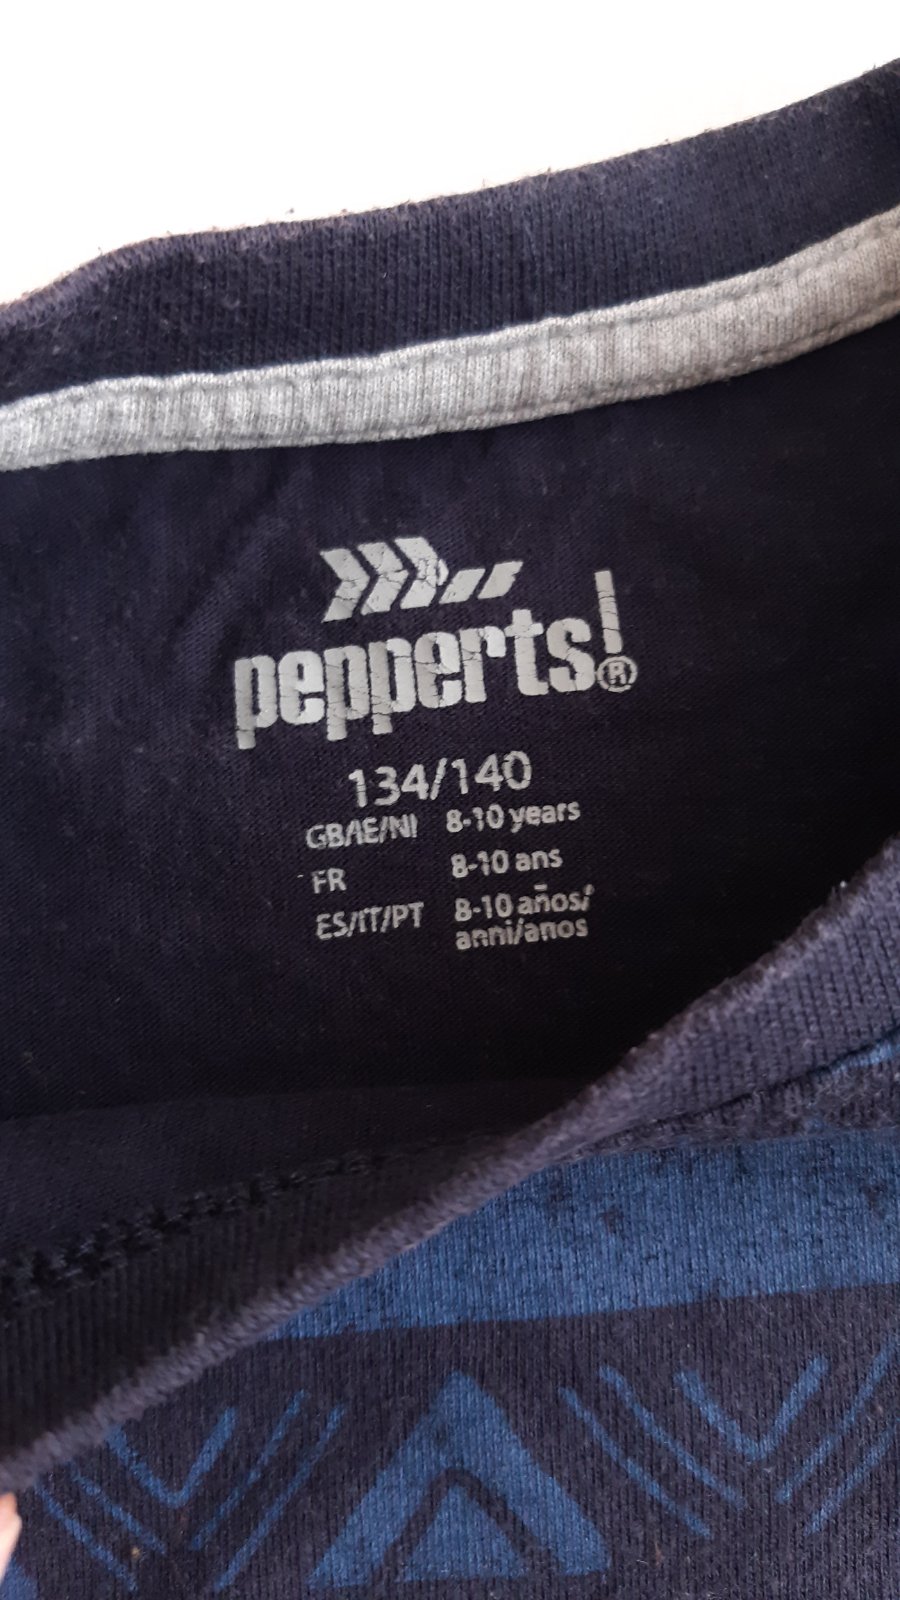 pepperts!®
134/140
GB/IE/NI 8-10 years
FR 8-10 ans
ES/IT/PT 8-10 años/
anni/anos